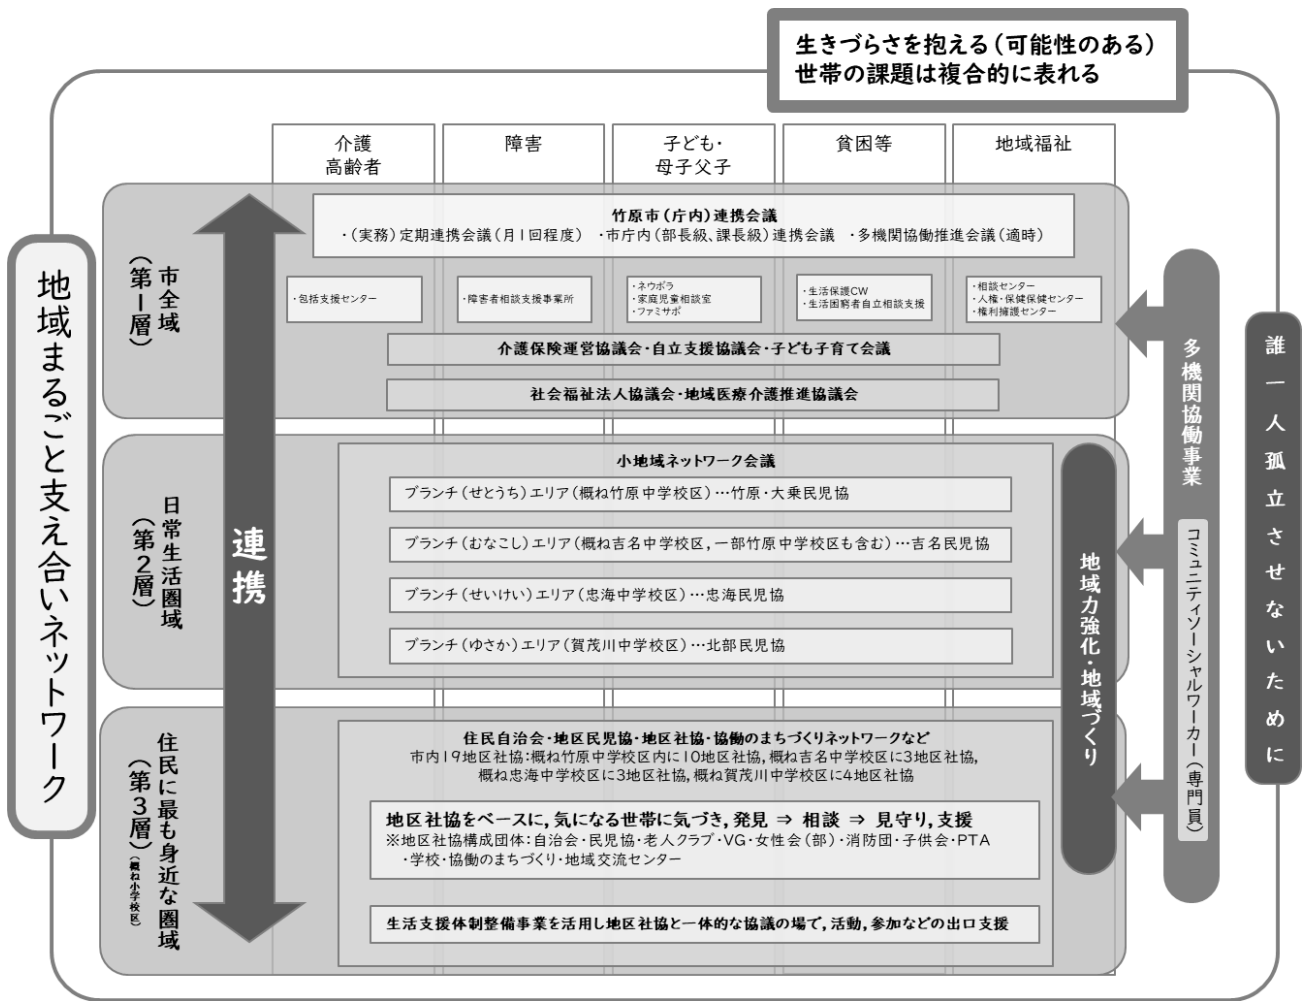 生きづらさを抱える(可能性のある)
世帯の課題は複合的に表れる
介護
高齢者
障害
子ども・
母子父子
貧困等
地域福祉
地域まるごと支え合いネットワーク
市全域
(第1層)
竹原市(庁内)連携会議
・(実務)定期連携会議(月1回程度) ・市庁内(部長級、課長級)連携会議 ・多機関協働推進会議(適時)
・包括支援センター
・障害者相談支援事業所
・ネウボラ
・家庭児童相談室
・ファミサポ
・生活保護CW
・生活困窮者自立相談支援
・相談センター
・人権・保健保健センター
・権利擁護センター
介護保険運営協議会・自立支援協議会・子ども子育て会議
社会福祉法人協議会・地域医療介護推進協議会
連携
日常生活圏域
(第2層)
小地域ネットワーク会議
ブランチ(せとうち)エリア(概ね竹原中学校区)…竹原・大乗民児協
ブランチ(むなこし)エリア(概ね吉名中学校区,一部竹原中学校区も含む)…吉名民児協
ブランチ(せいけい)エリア(忠海中学校区)…忠海民児協
ブランチ(ゆさか)エリア(賀茂川中学校区)…北部民児協
住民に最も身近な圏域
(第3層)(概ね小学校区)
住民自治会・地区民児協・地区社協・協働のまちづくりネットワークなど
市内19地区社協:概ね竹原中学校区内に10地区社協,概ね吉名中学校区に3地区社協,
概ね忠海中学校区に3地区社協,概ね賀茂川中学校区に4地区社協
地区社協をベースに,気になる世帯に気づき,発見 ⇒ 相談 ⇒ 見守り,支援
※地区社協構成団体:自治会・民児協・老人クラブ・VG・女性会(部)・消防団・子供会・PTA
・学校・協働のまちづくり・地域交流センター
生活支援体制整備事業を活用し地区社協と一体的な協議の場で,活動,参加などの出口支援
地域力強化・地域づくり
多機関協働事業
コミュニティソーシャルワーカー(専門員)
誰一人孤立させないために